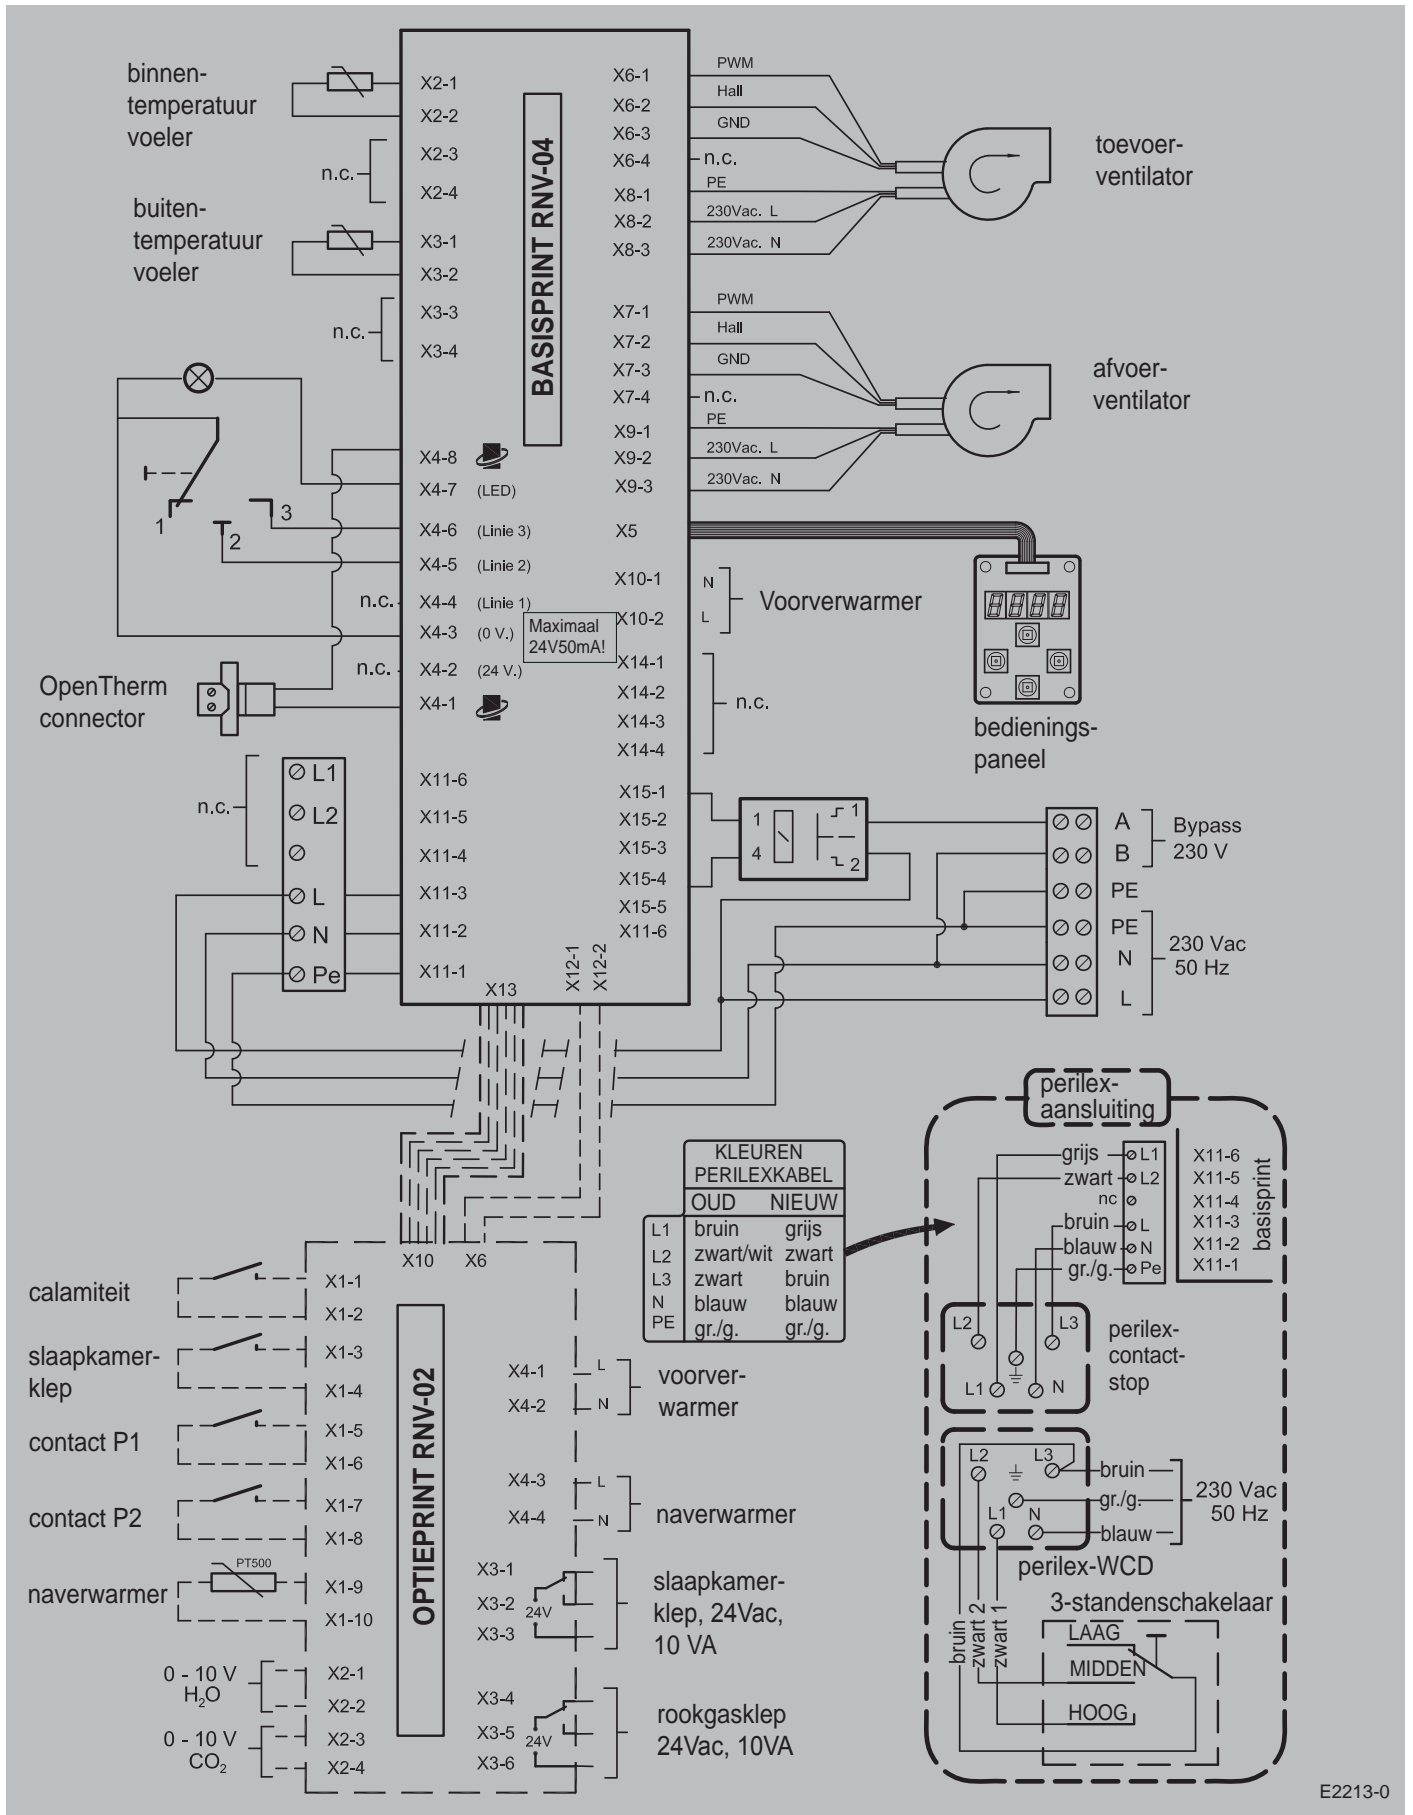 binnen-
temperatuur
voeler
X2-1
X2-2
X2-3
n.c.
X2-4
buiten-
temperatuur
voeler
X3-1
X3-2
X3-3
n.c.
X3-4
BASISPRINT RNV-04
X6-1
PWM
X6-2
Hall
X6-3
GND
X6-4
n.c.
X8-1
PE
X8-2
230Vac. L
X8-3
230Vac. N
toevoer-
ventilator
X7-1
PWM
X7-2
Hall
X7-3
GND
X7-4
n.c.
X9-1
PE
X9-2
230Vac. L
X9-3
230Vac. N
afvoer-
ventilator
1
2
3
X4-8
X4-7 (LED)
X4-6 (Linie 3)
X4-5 (Linie 2)
n.c. X4-4 (Linie 1)
X4-3 (0 V.)
n.c. X4-2 (24 V.)
X4-1
Maximaal
24V50mA!
OpenTherm
connector
X5
X10-1 N
X10-2 L
Voorverwarmer
X14-1
X14-2
X14-3
X14-4
n.c.
bedienings-
paneel
n.c.
L1
L2
L
N
Pe
X11-6
X11-5
X11-4
X11-3
X11-2
X11-1
X13
X12-1
X12-2
X15-1
X15-2
X15-3
X15-4
X15-5
X11-6
1
4
1
2
A
B
Bypass
230 V
PE
PE
N
L
230 Vac
50 Hz
perilex-
aansluiting
grijs L1
zwart L2
nc
bruin L
blauw N
gr./g. Pe
X11-6
X11-5
X11-4
X11-3
X11-2
X11-1
basisprint
KLEUREN
PERILEXKABEL
OUD NIEUW
L1 bruin grijs
L2 zwart/wit zwart
L3 zwart bruin
N blauw blauw
PE gr./g. gr./g.
L2
L3
L1
N
perilex-
contact-
stop
L2
L3
L1
N
bruin
gr./g.
blauw
230 Vac
50 Hz
perilex-WCD
3-standenschakelaar
bruin
zwart 2
zwart 1
LAAG
MIDDEN
HOOG
X10
X6
calamiteit
X1-1
X1-2
slaapkamer-
klep
X1-3
X1-4
contact P1
X1-5
X1-6
contact P2
X1-7
X1-8
naverwarmer
PT500
X1-9
X1-10
0 - 10 V
H2O
X2-1
X2-2
0 - 10 V
CO2
X2-3
X2-4
OPTIEPRINT RNV-02
X4-1 L
X4-2 N
voorver-
warmer
X4-3 L
X4-4 N
naverwarmer
X3-1
X3-2
X3-3
24V
slaapkamer-
klep, 24Vac,
10 VA
X3-4
X3-5
X3-6
24V
rookgasklep
24Vac, 10VA
E2213-0